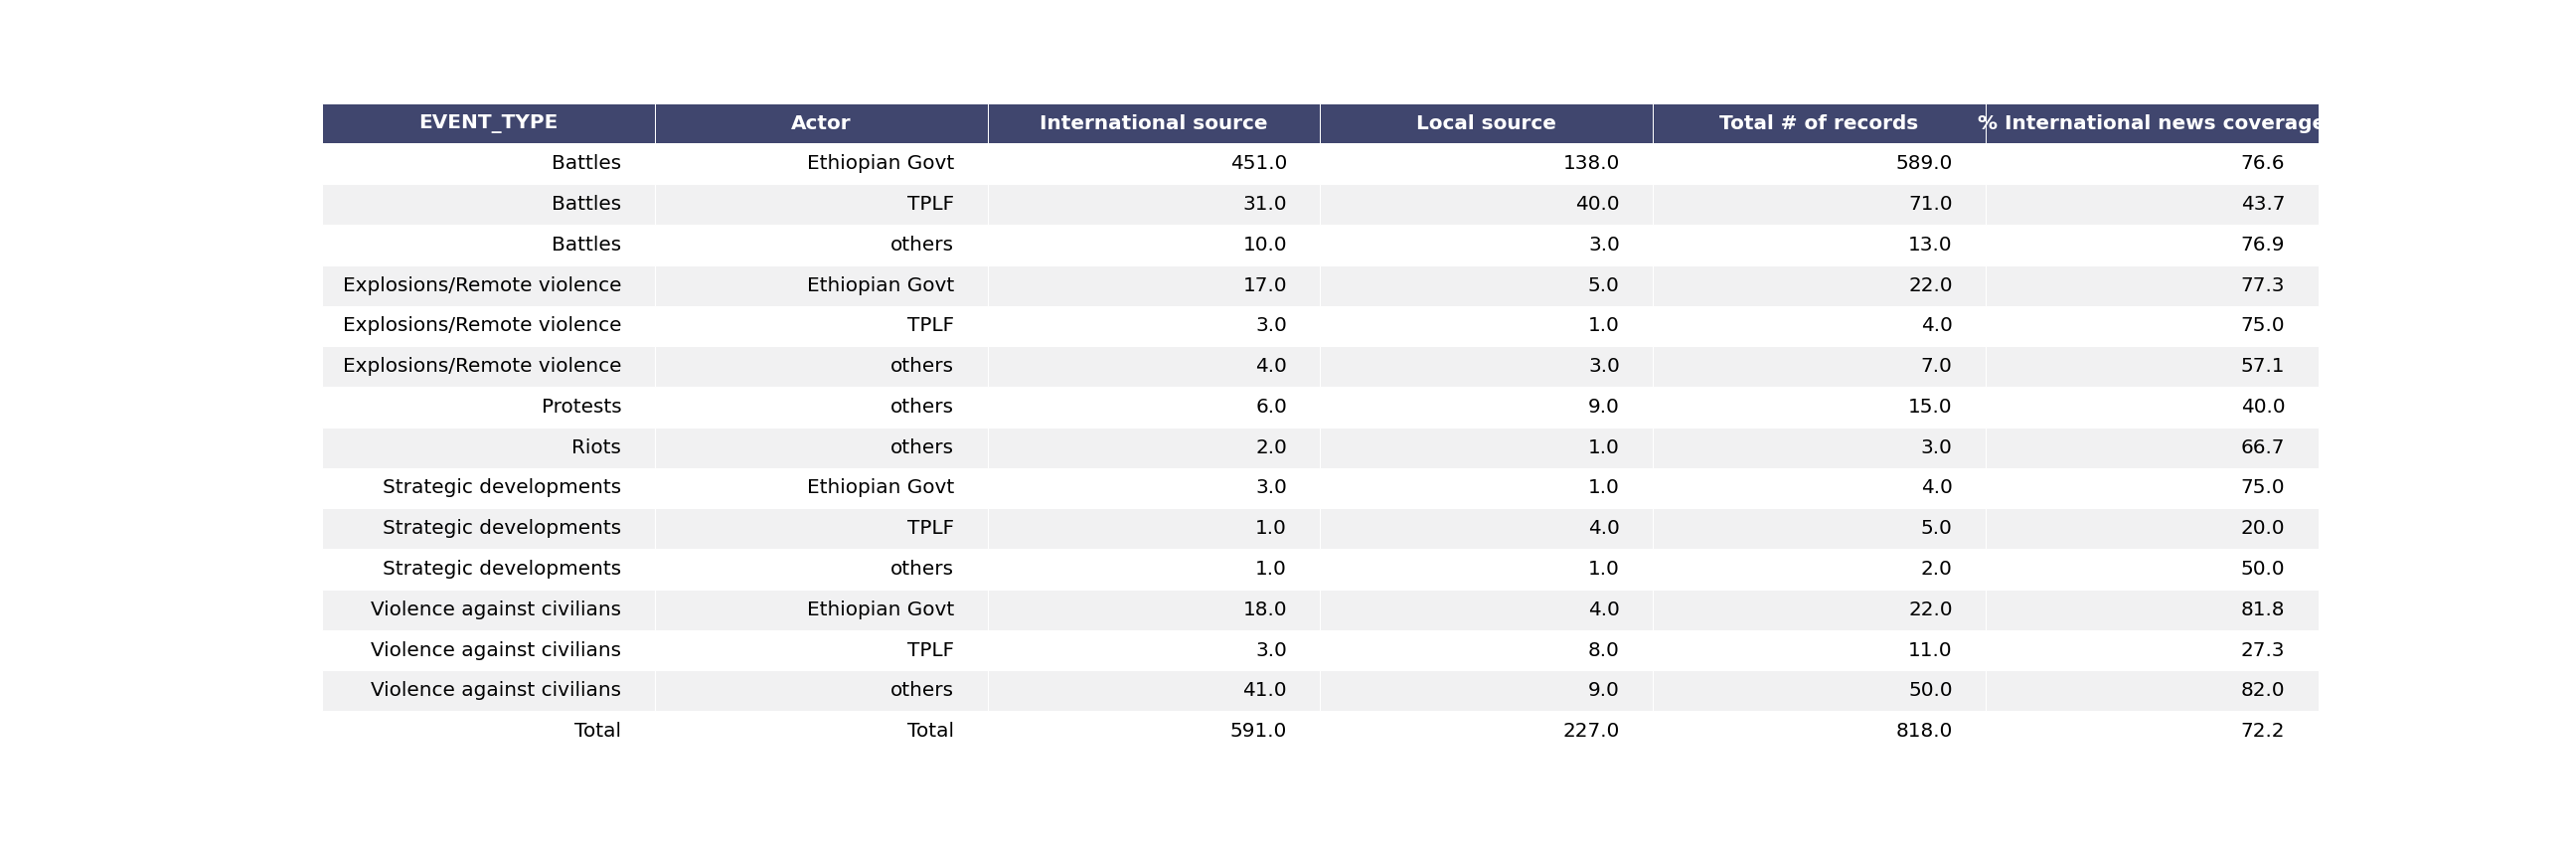 EVENT_TYPE Actor International source Local source Total # of records % International news coverage
Battles Ethiopian Govt 451.0 138.0 589.0 76.6
Battles TPLF 31.0 40.0 71.0 43.7
Battles others 10.0 3.0 13.0 76.9
Explosions/Remote violence Ethiopian Govt 17.0 5.0 22.0 77.3
Explosions/Remote violence TPLF 3.0 1.0 4.0 75.0
Explosions/Remote violence others 4.0 3.0 7.0 57.1
Protests others 6.0 9.0 15.0 40.0
Riots others 2.0 1.0 3.0 66.7
Strategic developments Ethiopian Govt 3.0 1.0 4.0 75.0
Strategic developments TPLF 1.0 4.0 5.0 20.0
Strategic developments others 1.0 1.0 2.0 50.0
Violence against civilians Ethiopian Govt 18.0 4.0 22.0 81.8
Violence against civilians TPLF 3.0 8.0 11.0 27.3
Violence against civilians others 41.0 9.0 50.0 82.0
Total Total 591.0 227.0 818.0 72.2